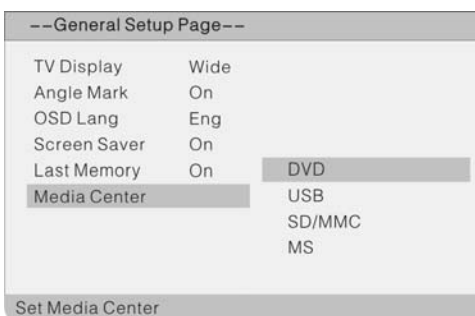 --General Setup Page--
TV Display Wide
Angle Mark On
OSD Lang Eng
Screen Saver On
Last Memory On DVD
Media Center USB
SD/MMC
MS
Set Media Center